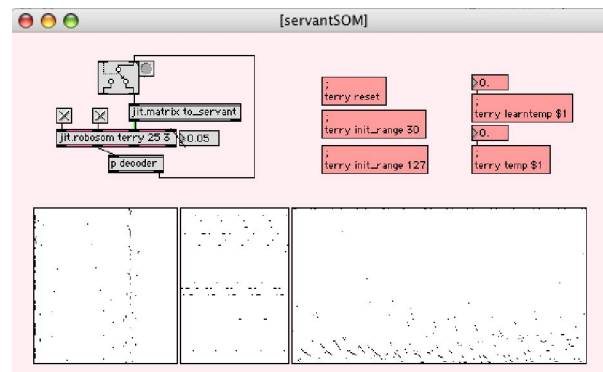 [servantSOM]
jit.matrix to_servant
jit.robosom terry 25 3
0.05
p decoder
;
terry reset
;
terry init_range 30
;
terry init_range 127
0.
;
terry learntemp $1
0.
;
terry temp $1